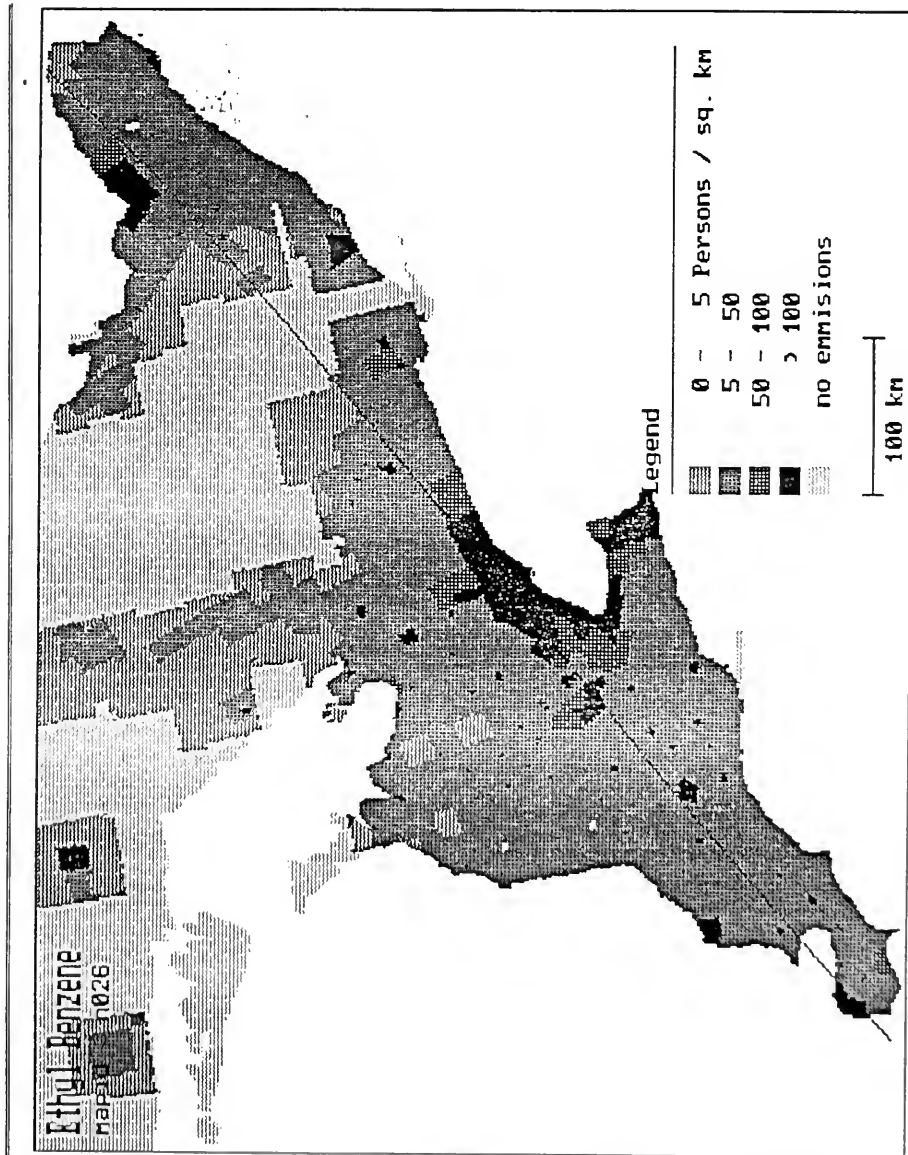 Ethyl Benzene
Legend
0 - 5 Persons / sq. km
5 - 50
50 - 100
> 100
no emmisions
100 km